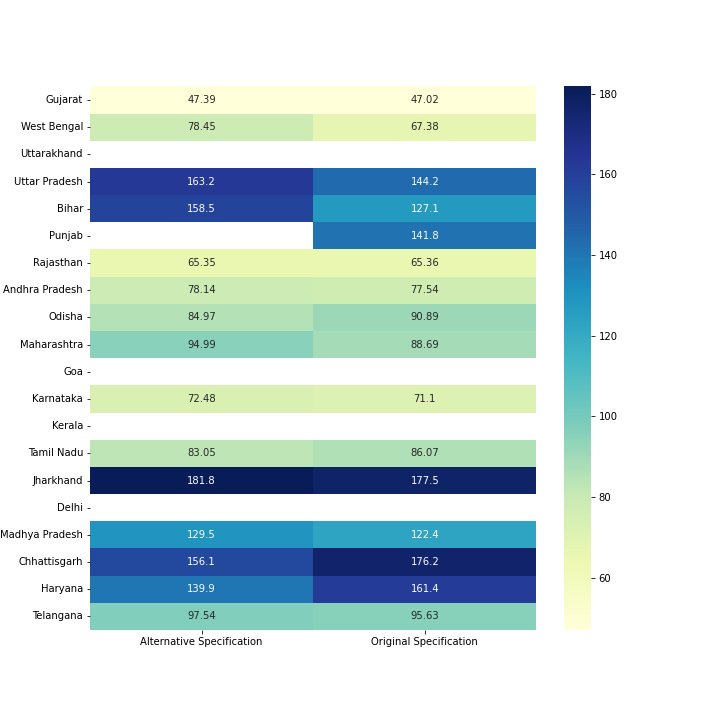 Gujarat 47.39 47.02
West Bengal 78.45 67.38
Uttarakhand
Uttar Pradesh 163.2 144.2
Bihar 158.5 127.1
Punjab 141.8
Rajasthan 65.35 65.36
Andhra Pradesh 78.14 77.54
Odisha 84.97 90.89
Maharashtra 94.99 88.69
Goa
Karnataka 72.48 71.1
Kerala
Tamil Nadu 83.05 86.07
Jharkhand 181.8 177.5
Delhi
Madhya Pradesh 129.5 122.4
Chhattisgarh 156.1 176.2
Haryana 139.9 161.4
Telangana 97.54 95.63
Alternative Specification Original Specification
180
160
140
120
100
80
60